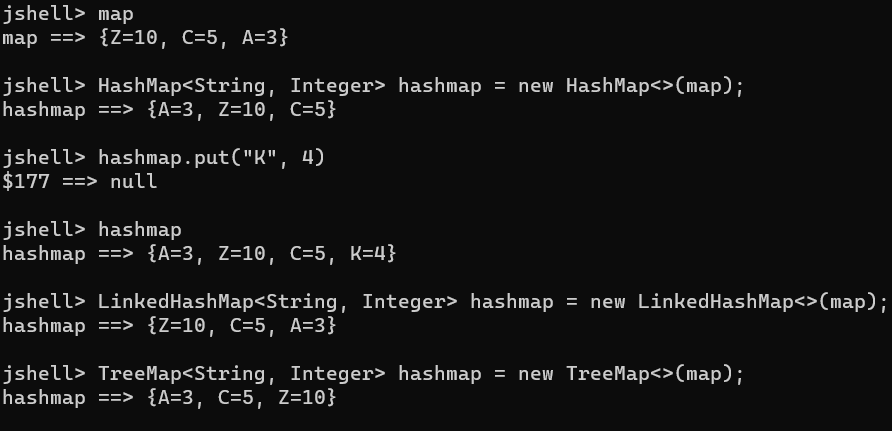 jshell> map
map ==> {Z=10, C=5, A=3}
jshell> HashMap<String, Integer> hashmap = new HashMap<>(map);
hashmap ==> {A=3, Z=10, C=5}
jshell> hashmap.put("K", 4)
$177 ==> null
jshell> hashmap
hashmap ==> {A=3, Z=10, C=5, K=4}
jshell> LinkedHashMap<String, Integer> hashmap = new LinkedHashMap<>(map);
hashmap ==> {Z=10, C=5, A=3}
jshell> TreeMap<String, Integer> hashmap = new TreeMap<>(map);
hashmap ==> {A=3, C=5, Z=10}